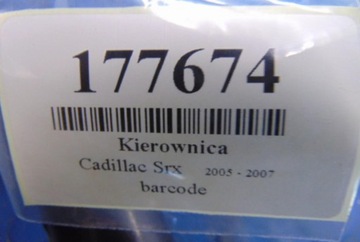 177674
Kierownica
Cadillac Srx 2005 - 2007
barcode